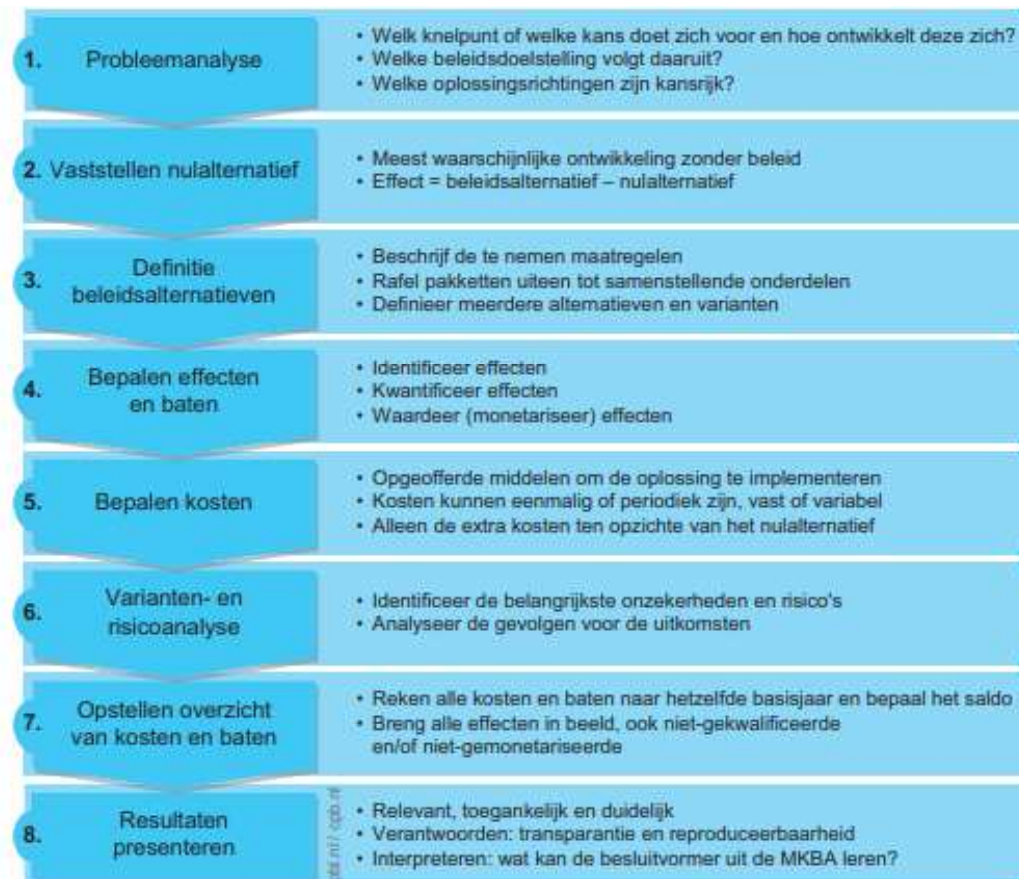 1. Probleemanalyse
• Welk knelpunt of welke kans doet zich voor en hoe ontwikkelt deze zich?
• Welke beleidsdoelstelling volgt daaruit?
• Welke oplossingsrichtingen zijn kansrijk?
2. Vaststellen nulalternatief
• Meest waarschijnlijke ontwikkeling zonder beleid
• Effect = beleidsalternatief – nulalternatief
3. Definitie
beleidsalternatieven
• Beschrijf de te nemen maatregelen
• Rafel pakketten uiteen tot samenstellende onderdelen
• Definieer meerdere alternatieven en varianten
4. Bepalen effecten
en baten
• Identificeer effecten
• Kwantificeer effecten
• Waardeer (monetariseer) effecten
5. Bepalen kosten
• Opgeofferde middelen om de oplossing te implementeren
• Kosten kunnen eenmalig of periodiek zijn, vast of variabel
• Alleen de extra kosten ten opzichte van het nulalternatief
6. Varianten- en
risicoanalyse
• Identificeer de belangrijkste onzekerheden en risico's
• Analyseer de gevolgen voor de uitkomsten
7. Opstellen overzicht
van kosten en baten
• Reken alle kosten en baten naar hetzelfde basisjaar en bepaal het saldo
• Breng alle effecten in beeld, ook niet-gekwalificeerde
en/of niet-gemonetariseerde
8. Resultaten
presenteren
• Relevant, toegankelijk en duidelijk
• Verantwoorden: transparantie en reproduceerbaarheid
• Interpreteren: wat kan de besluitvormer uit de MKBA leren?
/ cpb.nl